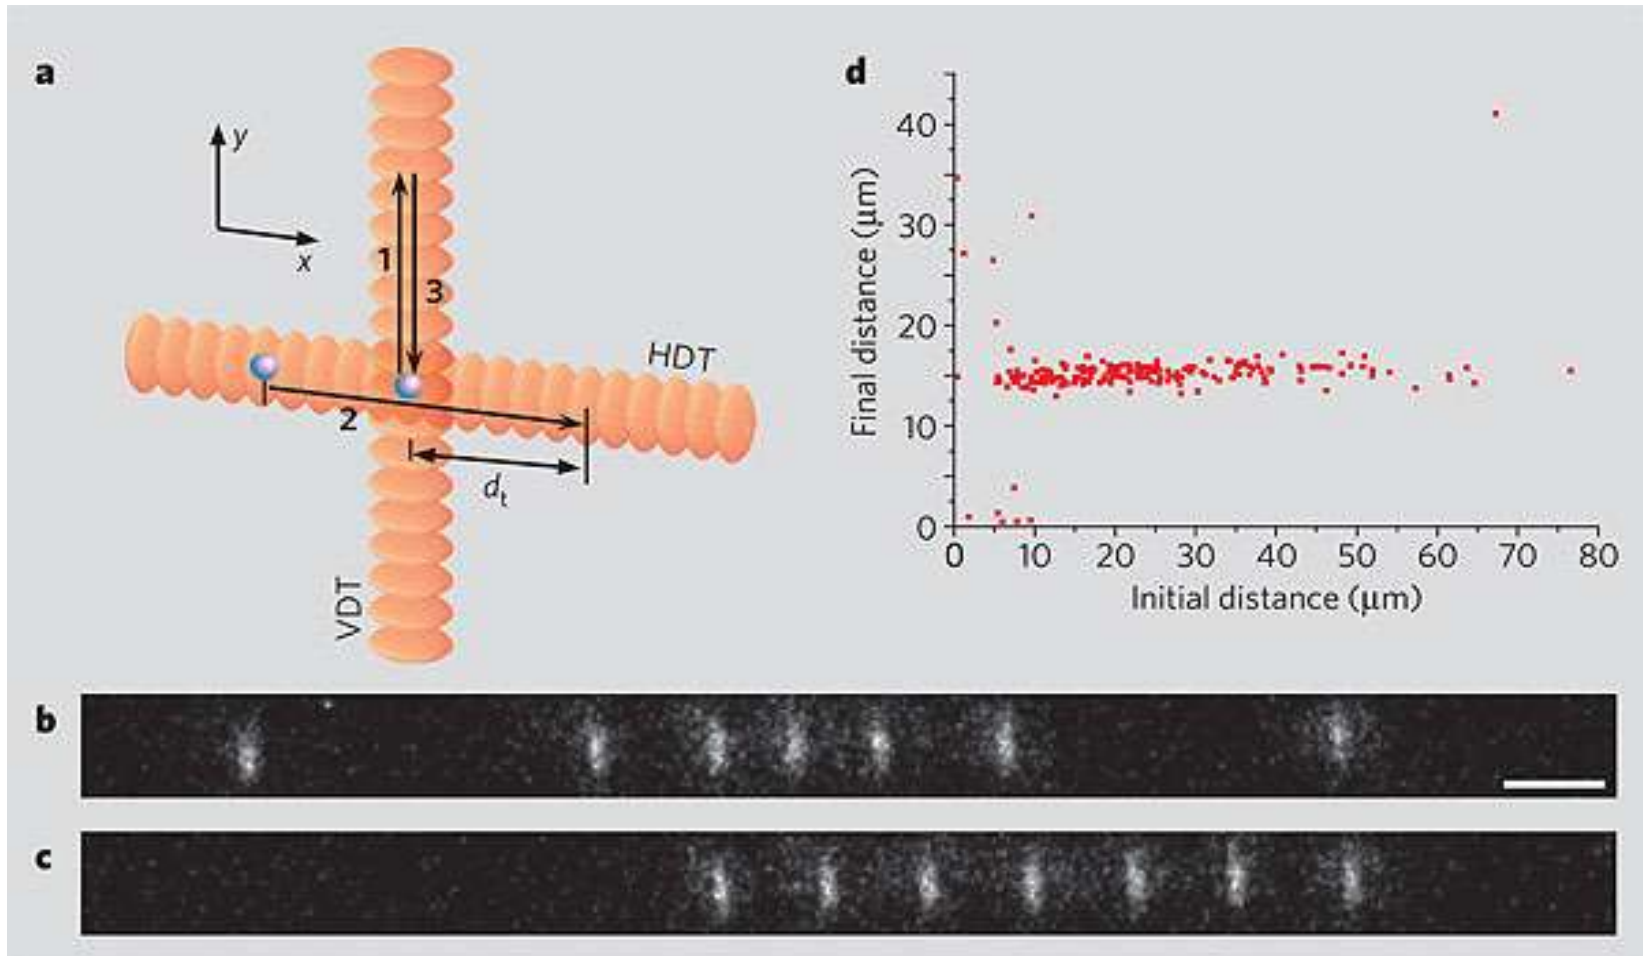 a
y
x
1
3
2
HDT
dt
VDT
d
Final distance (μm)
40
30
20
10
0
0 10 20 30 40 50 60 70 80
Initial distance (μm)
b
c